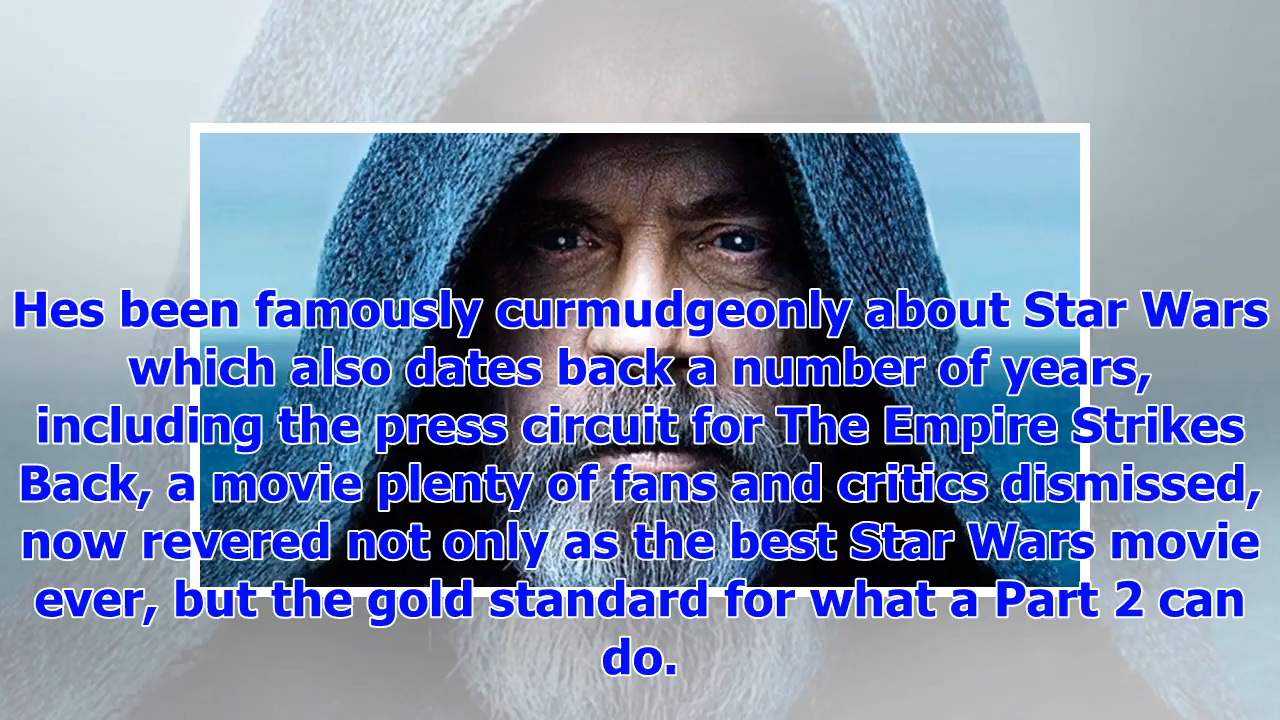 Hes been famously curmudgeonly about Star Wars
which also dates back a number of years,
including the press circuit for The Empire Strikes
Back, a movie plenty of fans and critics dismissed,
now revered not only as the best Star Wars movie
ever, but the gold standard for what a Part 2 can
do.